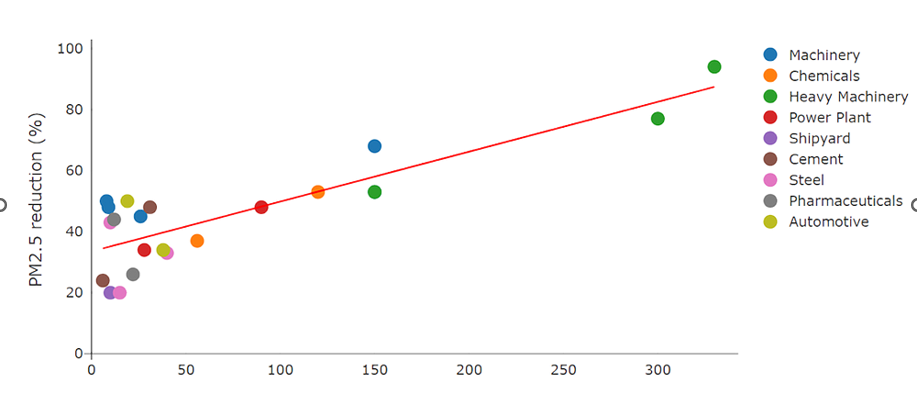 PM2.5 reduction (%)
100
80
60
40
20
0
0 50 100 150 200 250 300
Machinery
Chemicals
Heavy Machinery
Power Plant
Shipyard
Cement
Steel
Pharmaceuticals
Automotive